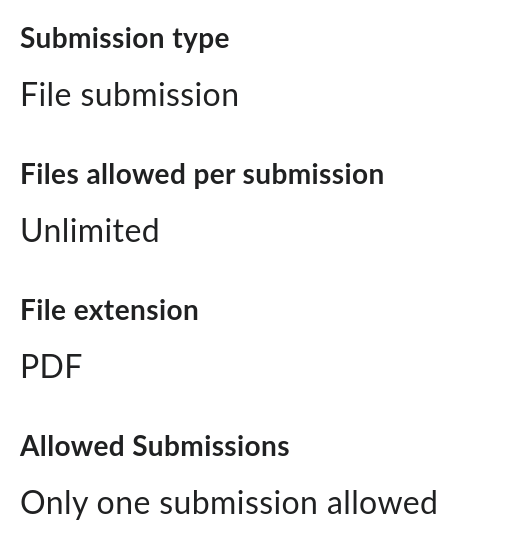 Submission type
File submission
Files allowed per submission
Unlimited
File extension
PDF
Allowed Submissions
Only one submission allowed